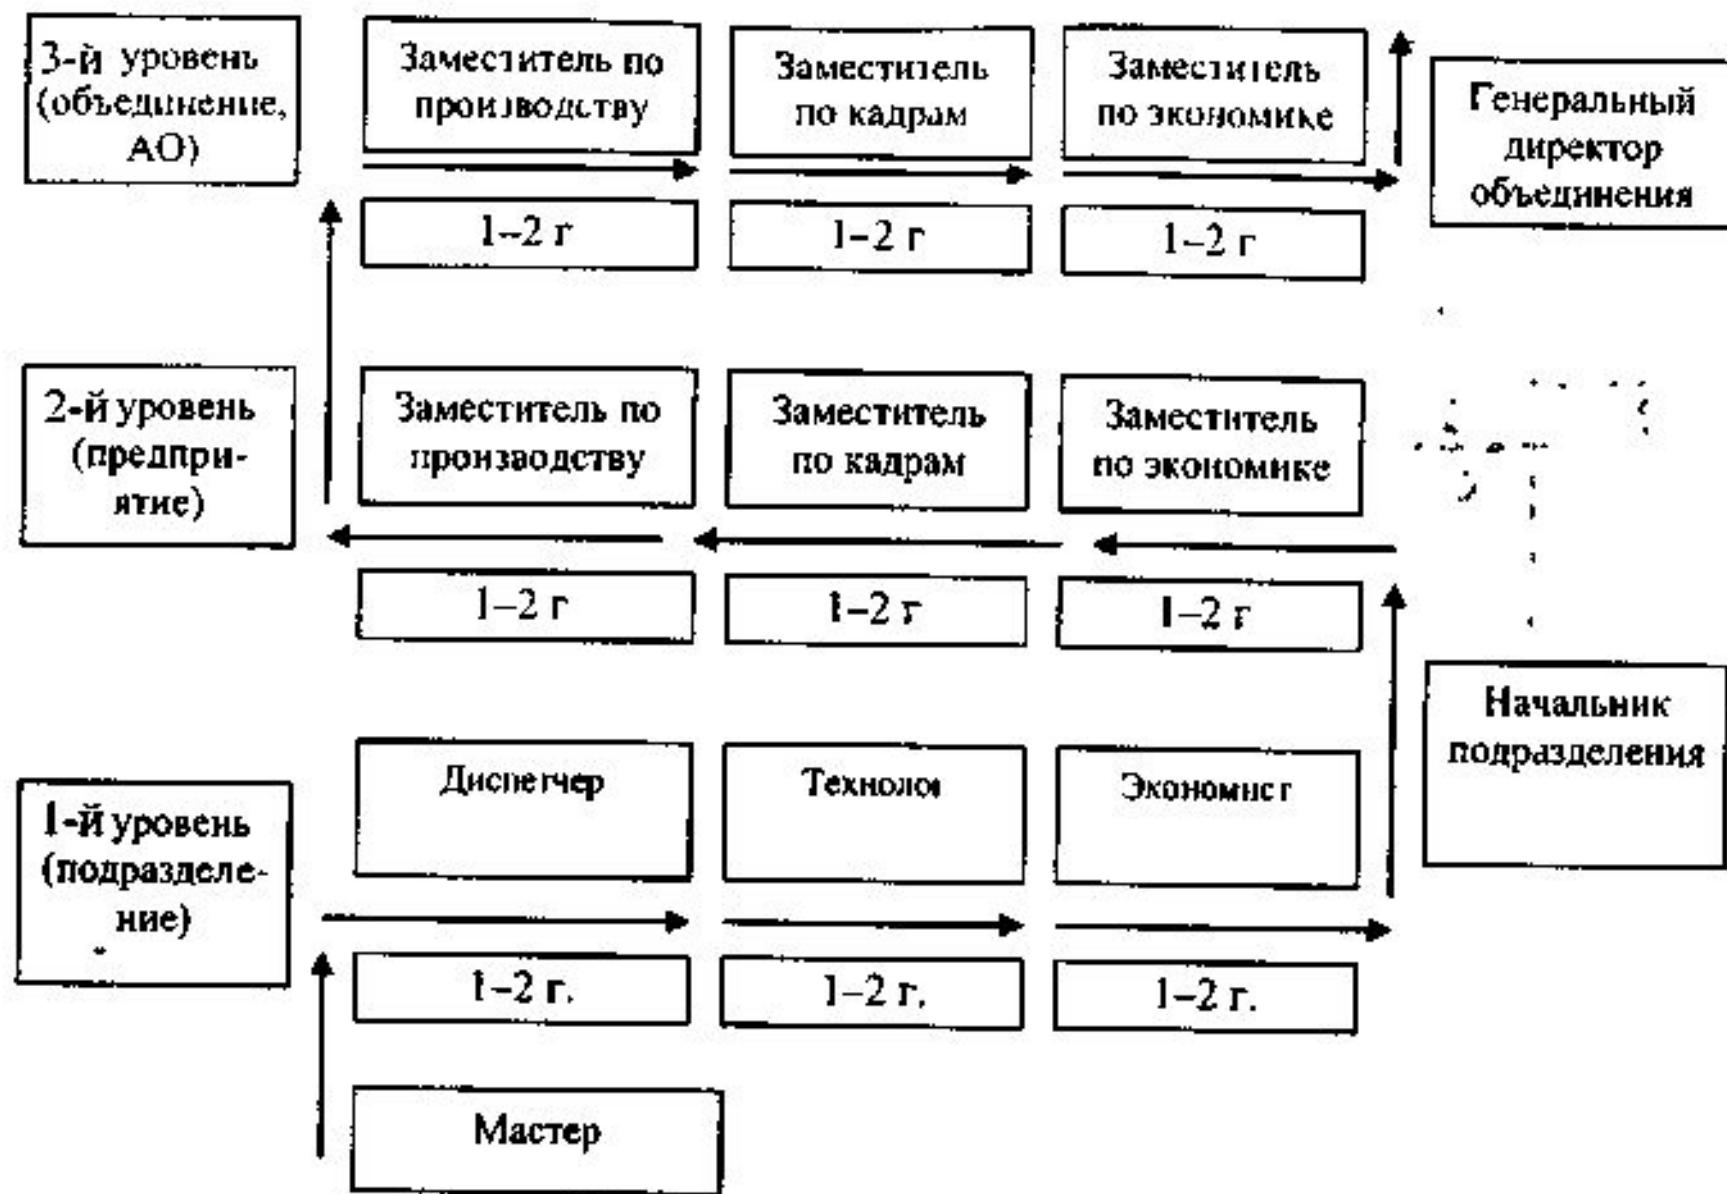 3-й уровень
(объединение,
АО)
Заместитель по
производству
Заместитель
по кадрам
Заместитель
по экономике
Генеральный
директор
объединения
1–2 г
1–2 г
1–2 г
2-й уровень
(предпри-
ятие)
Заместитель по
производству
Заместитель
по кадрам
Заместитель
по экономике
1–2 г
1–2 г
1–2 г
Начальник
подразделения
1-й уровень
(подразделе-
ние)
Диспетчер
Технолог
Экономист
1–2 г.
1–2 г.
1–2 г.
Мастер